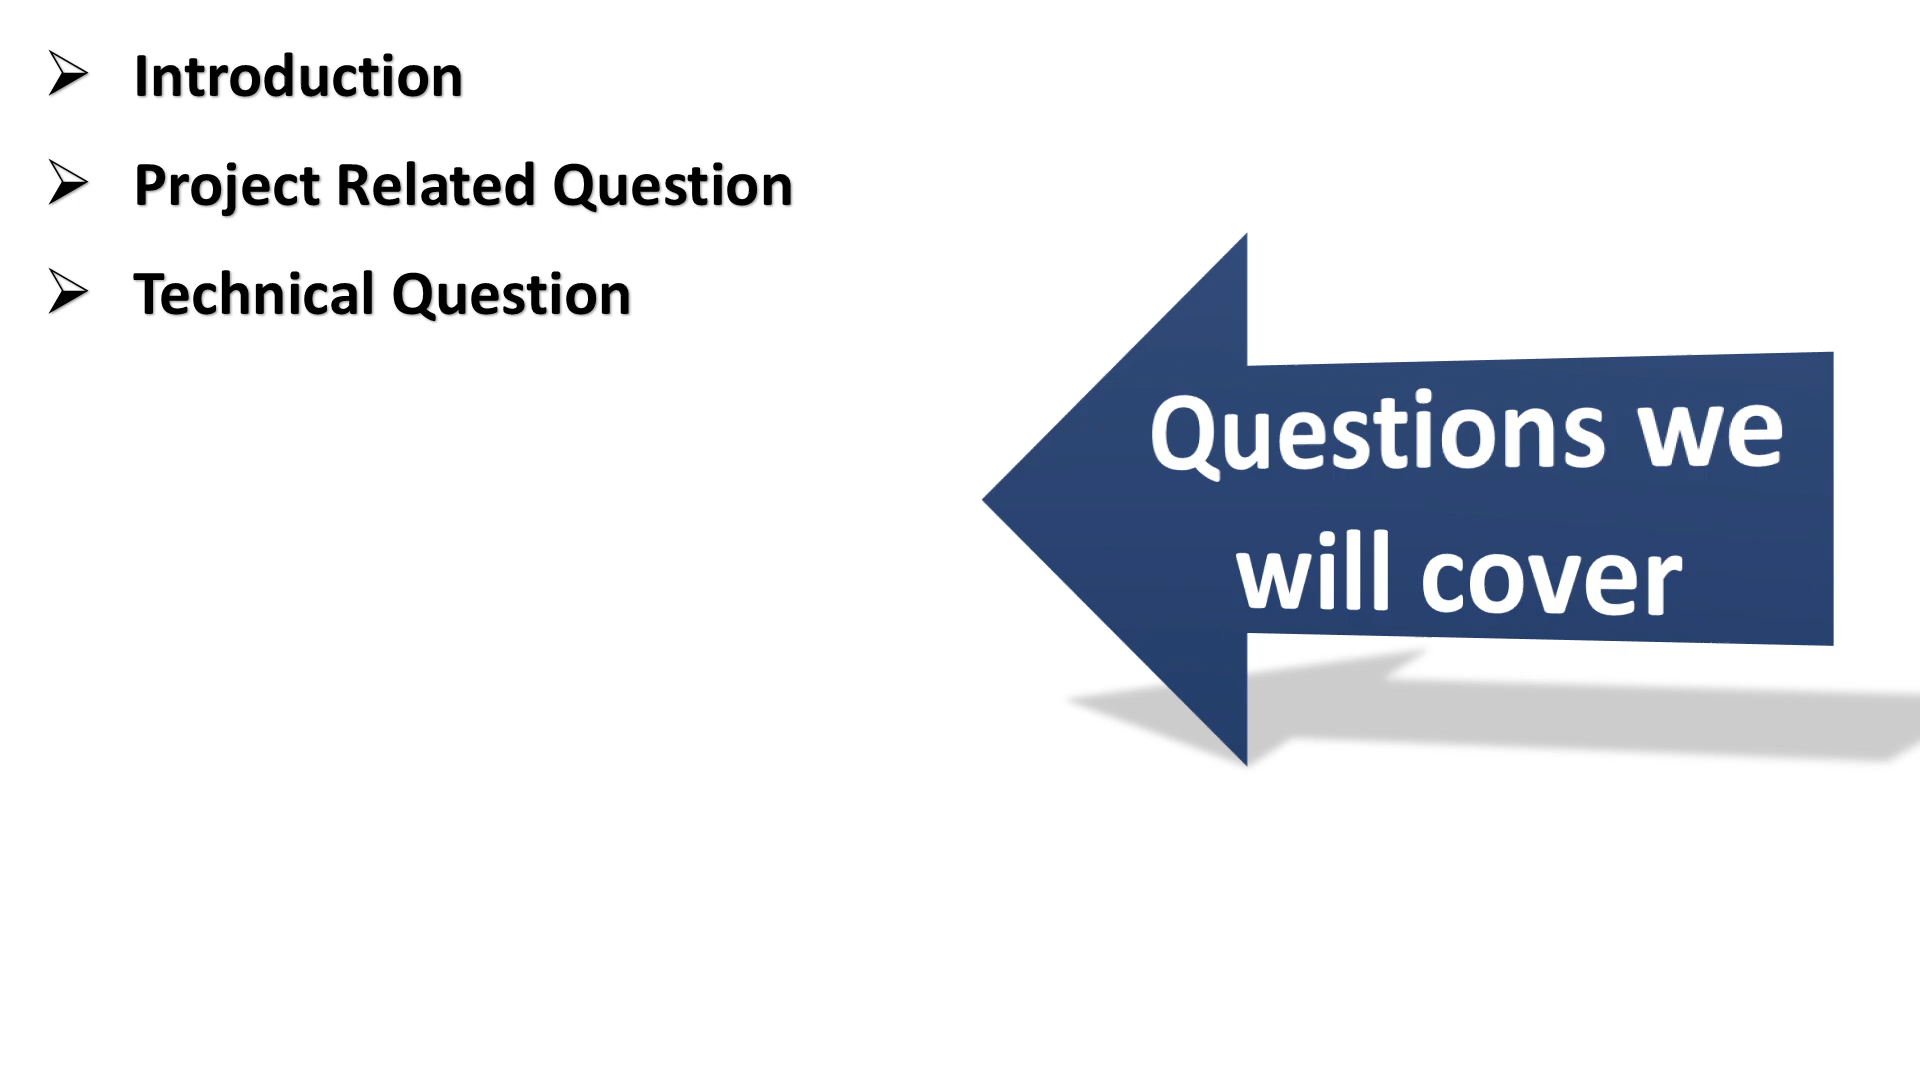 Introduction
Project Related Question
Technical Question
Questions we
will cover